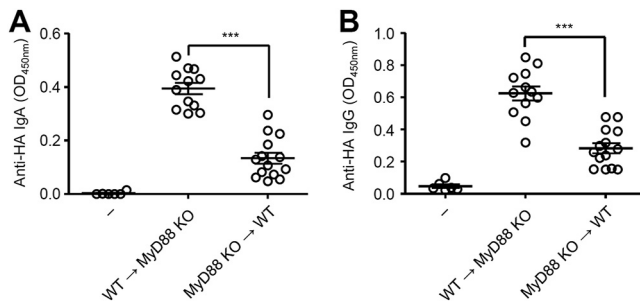 A
Anti-HA IgA (OD450nm)
0.6
0.4
0.2
0.0
***
–
WT → MyD88 KO
MyD88 KO → WT
B
Anti-HA IgG (OD450nm)
1.0
0.8
0.6
0.4
0.2
0.0
***
–
WT → MyD88 KO
MyD88 KO → WT